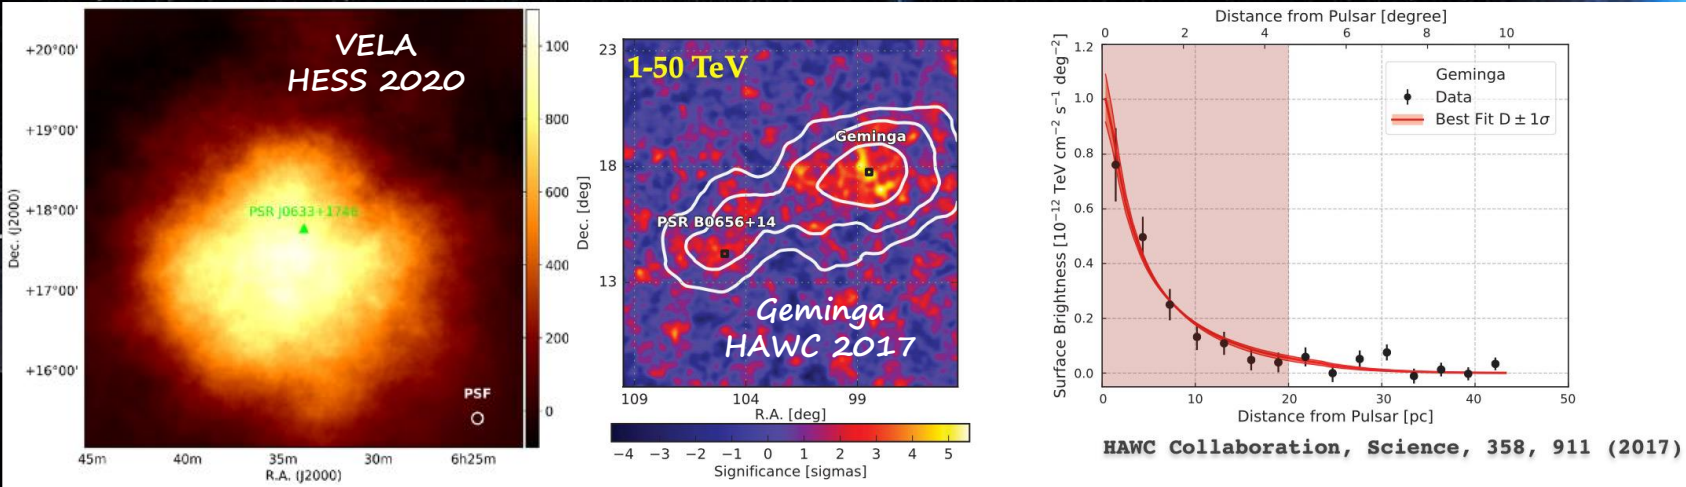 VELA
HESS 2020
PSR J0633+1746
PSF
+20°00'
+19°00'
+18°00'
+17°00'
+16°00'
Dec. (J2000)
45m 40m 35m 30m 6h25m
R.A. (J2000)
100
800
600
400
200
0
1-50 TeV
Geminga
PSR B0656+14
Geminga
HAWC 2017
23
18
13
Dec. [deg]
109 104 99
R.A. [deg]
−4 −3 −2 −1 0 1 2 3 4 5
Significance [sigmas]
Distance from Pulsar [degree]
0 2 4 6 8 10
Geminga
Data
Best Fit D ± 1σ
1.2
1.0
0.8
0.6
0.4
0.2
0.0
Surface Brightness [10⁻¹² TeV cm⁻² s⁻¹ deg⁻²]
0 10 20 30 40 50
Distance from Pulsar [pc]
HAWC Collaboration, Science, 358, 911 (2017)